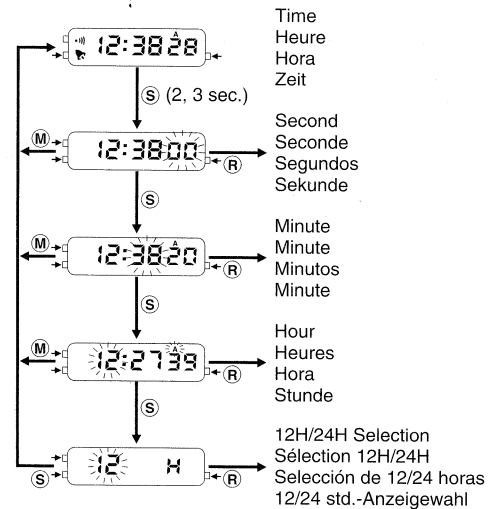 Time
Heure
Hora
Zeit
A
12:38 28
S (2, 3 sec.)
Second
Seconde
Segundos
Sekunde
M
12:38 00
R
S
Minute
Minute
Minutos
Minute
M
A
12:38 20
R
S
Hour
Heures
Hora
Stunde
M
A
12:27 39
R
S
12H/24H Selection
Sélection 12H/24H
Selección de 12/24 horas
12/24 std.-Anzeigewahl
12 H
S
R